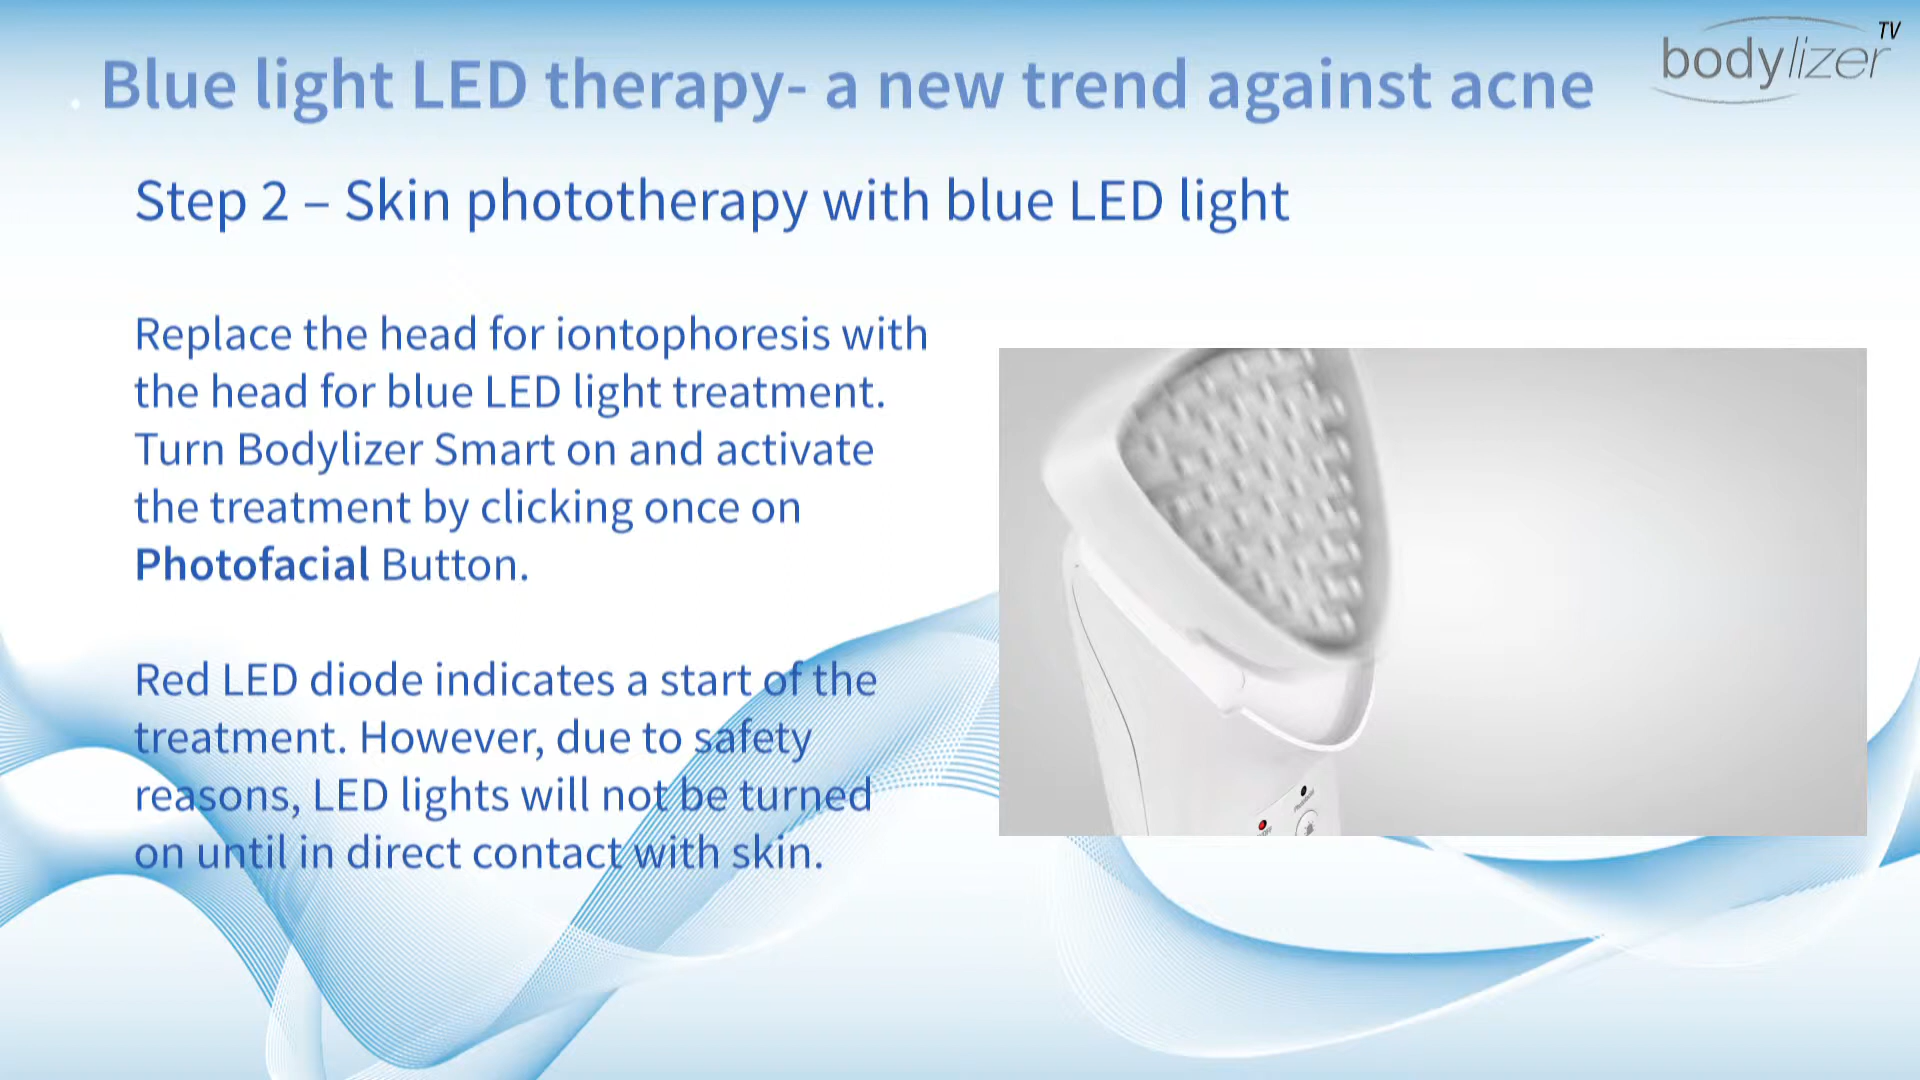 . Blue light LED therapy- a new trend against acne
bodylizer TV
Step 2 – Skin phototherapy with blue LED light
Replace the head for iontophoresis with
the head for blue LED light treatment.
Turn Bodylizer Smart on and activate
the treatment by clicking once on
Photofacial Button.
Red LED diode indicates a start of the
treatment. However, due to safety
reasons, LED lights will not be turned
on until in direct contact with skin.